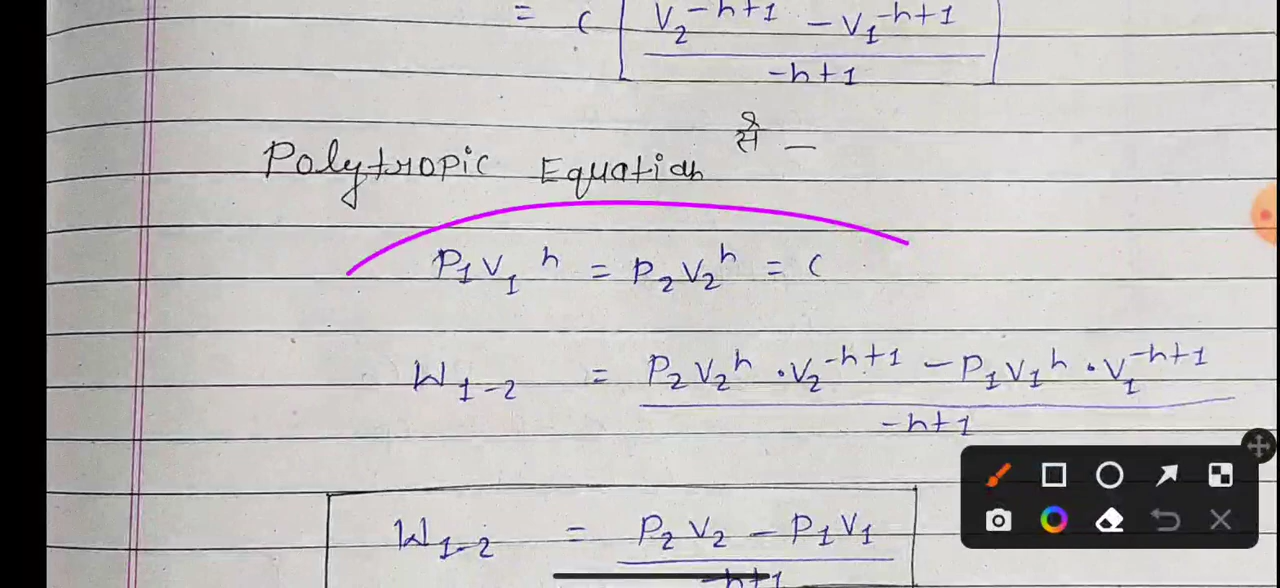 = C [ V₂^-n+1 - V₁^-n+1 / -n+1 ]
Polytropic Equation से -
P₁V₁^n = P₂V₂^n = C
W₁₋₂ = P₂V₂^n · V₂^-n+1 - P₁V₁^n · V₁^-n+1 / -n+1
W₁₋₂ = P₂V₂ - P₁V₁ / -n+1